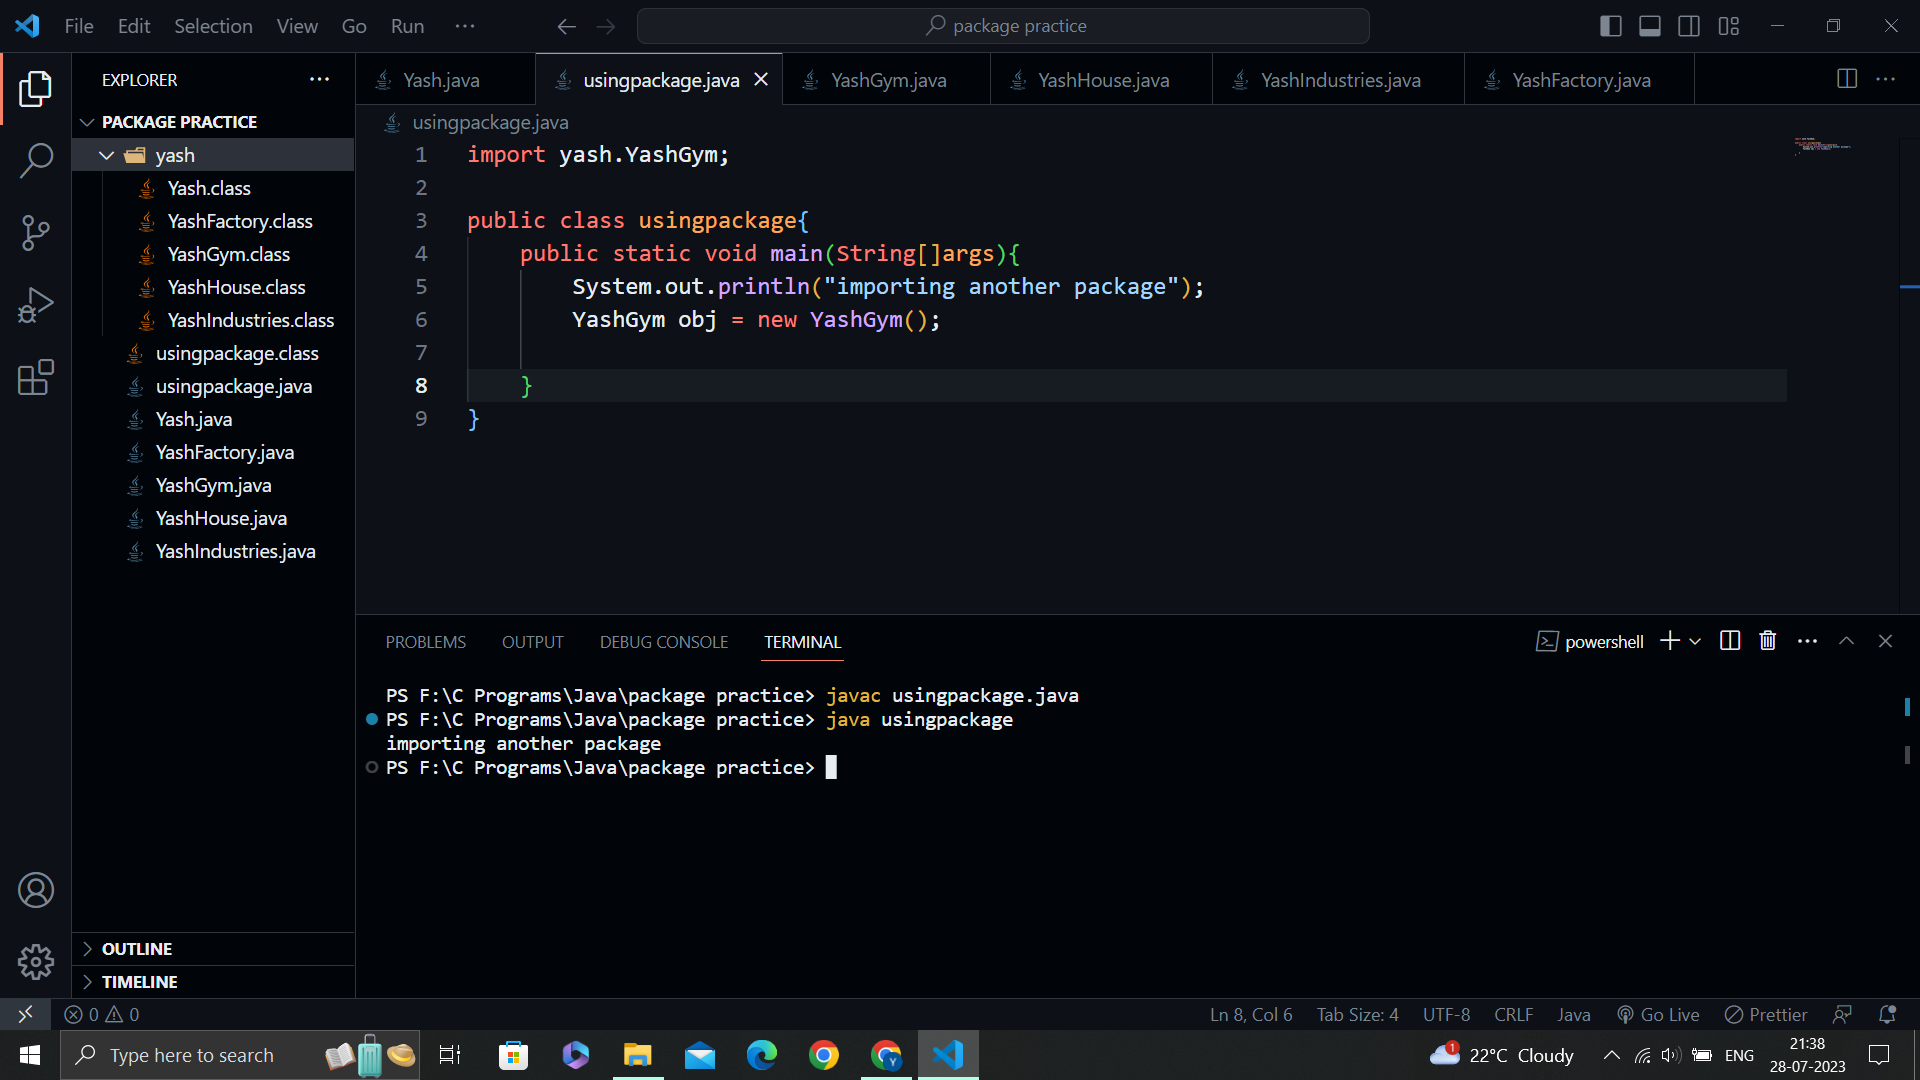 File Edit Selection View Go Run ···
package practice
EXPLORER ···
PACKAGE PRACTICE
yash
Yash.class
YashFactory.class
YashGym.class
YashHouse.class
YashIndustries.class
usingpackage.class
usingpackage.java
Yash.java
YashFactory.java
YashGym.java
YashHouse.java
YashIndustries.java
OUTLINE
TIMELINE
Yash.java usingpackage.java YashGym.java YashHouse.java YashIndustries.java YashFactory.java ···
usingpackage.java
1 import yash.YashGym;
2
3 public class usingpackage{
4 public static void main(String[]args){
5 System.out.println("importing another package");
6 YashGym obj = new YashGym();
7
8 }
9 }
PROBLEMS OUTPUT DEBUG CONSOLE TERMINAL
powershell
PS F:\C Programs\Java\package practice> javac usingpackage.java
PS F:\C Programs\Java\package practice> java usingpackage
importing another package
PS F:\C Programs\Java\package practice>
0 0
Ln 8, Col 6 Tab Size: 4 UTF-8 CRLF Java Go Live Prettier
Type here to search
Y
1
22°C Cloudy
ENG
21:38
28-07-2023